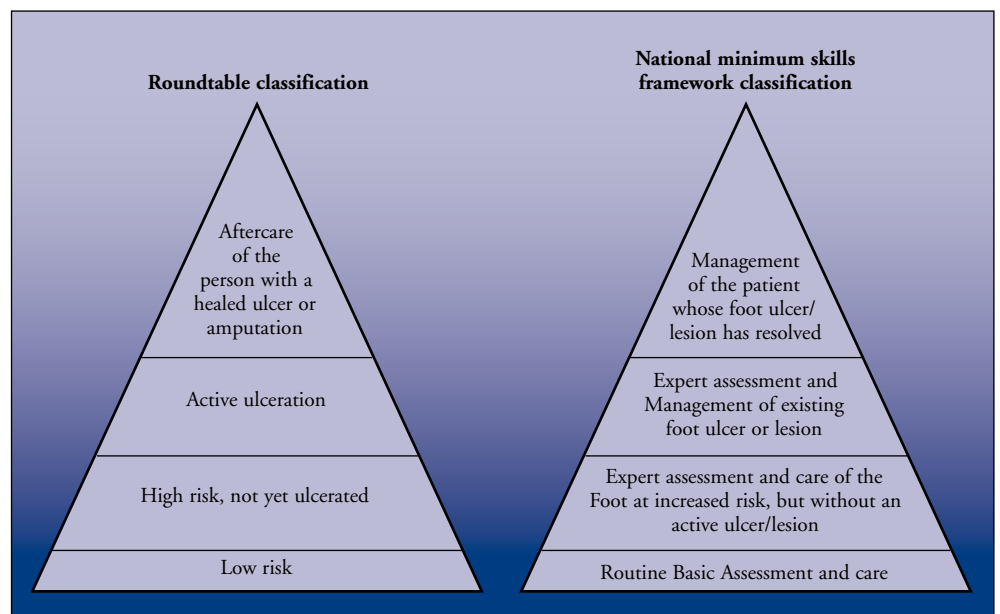 Roundtable classification
Aftercare
of the
person with a
healed ulcer or
amputation
Active ulceration
High risk, not yet ulcerated
Low risk
National minimum skills
framework classification
Management
of the patient
whose foot ulcer/
lesion has resolved
Expert assessment and
Management of existing
foot ulcer or lesion
Expert assessment and care of the
Foot at increased risk, but without an
active ulcer/lesion
Routine Basic Assessment and care